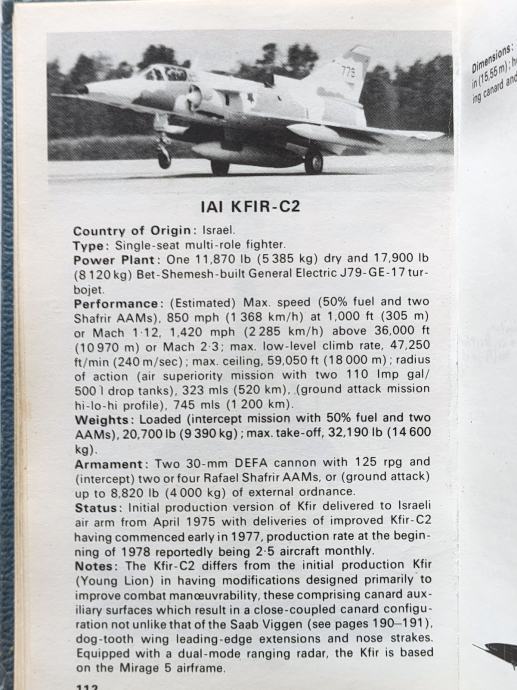 779
IAI KFIR-C2
Country of Origin: Israel.
Type: Single-seat multi-role fighter.
Power Plant: One 11,870 lb (5 385 kg) dry and 17,900 lb
(8 120 kg) Bet-Shemesh-built General Electric J79-GE-17 tur-
bojet.
Performance: (Estimated) Max. speed (50% fuel and two
Shafrir AAMs), 850 mph (1 368 km/h) at 1,000 ft (305 m)
or Mach 1·12, 1,420 mph (2 285 km/h) above 36,000 ft
(10 970 m) or Mach 2·3; max. low-level climb rate, 47,250
ft/min (240 m/sec); max. ceiling, 59,050 ft (18 000 m); radius
of action (air superiority mission with two 110 Imp gal/
500 l drop tanks), 323 mls (520 km), (ground attack mission
hi-lo-hi profile), 745 mls (1 200 km).
Weights: Loaded (intercept mission with 50% fuel and two
AAMs), 20,700 lb (9 390 kg); max. take-off, 32,190 lb (14 600
kg).
Armament: Two 30-mm DEFA cannon with 125 rpg and
(intercept) two or four Rafael Shafrir AAMs, or (ground attack)
up to 8,820 lb (4 000 kg) of external ordnance.
Status: Initial production version of Kfir delivered to Israeli
air arm from April 1975 with deliveries of improved Kfir-C2
having commenced early in 1977, production rate at the begin-
ning of 1978 reportedly being 2·5 aircraft monthly.
Notes: The Kfir-C2 differs from the initial production Kfir
(Young Lion) in having modifications designed primarily to
improve combat manœuvrability, these comprising canard aux-
iliary surfaces which result in a close-coupled canard configu-
ration not unlike that of the Saab Viggen (see pages 190–191),
dog-tooth wing leading-edge extensions and nose strakes.
Equipped with a dual-mode ranging radar, the Kfir is based
on the Mirage 5 airframe.
112
Dimensions:
in (15,55 m); h
ing canard and